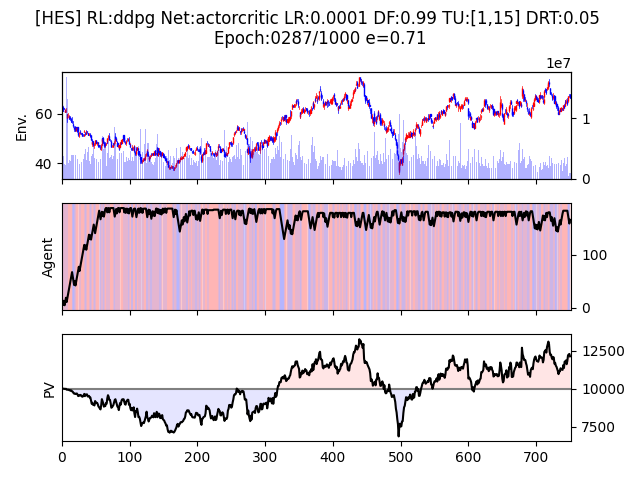 [HES] RL:ddpg Net:actorcritic LR:0.0001 DF:0.99 TU:[1,15] DRT:0.05
Epoch:0287/1000 e=0.71
1e7
Env.
60
40
1
0
Agent
100
0
PV
12500
10000
7500
0
100
200
300
400
500
600
700